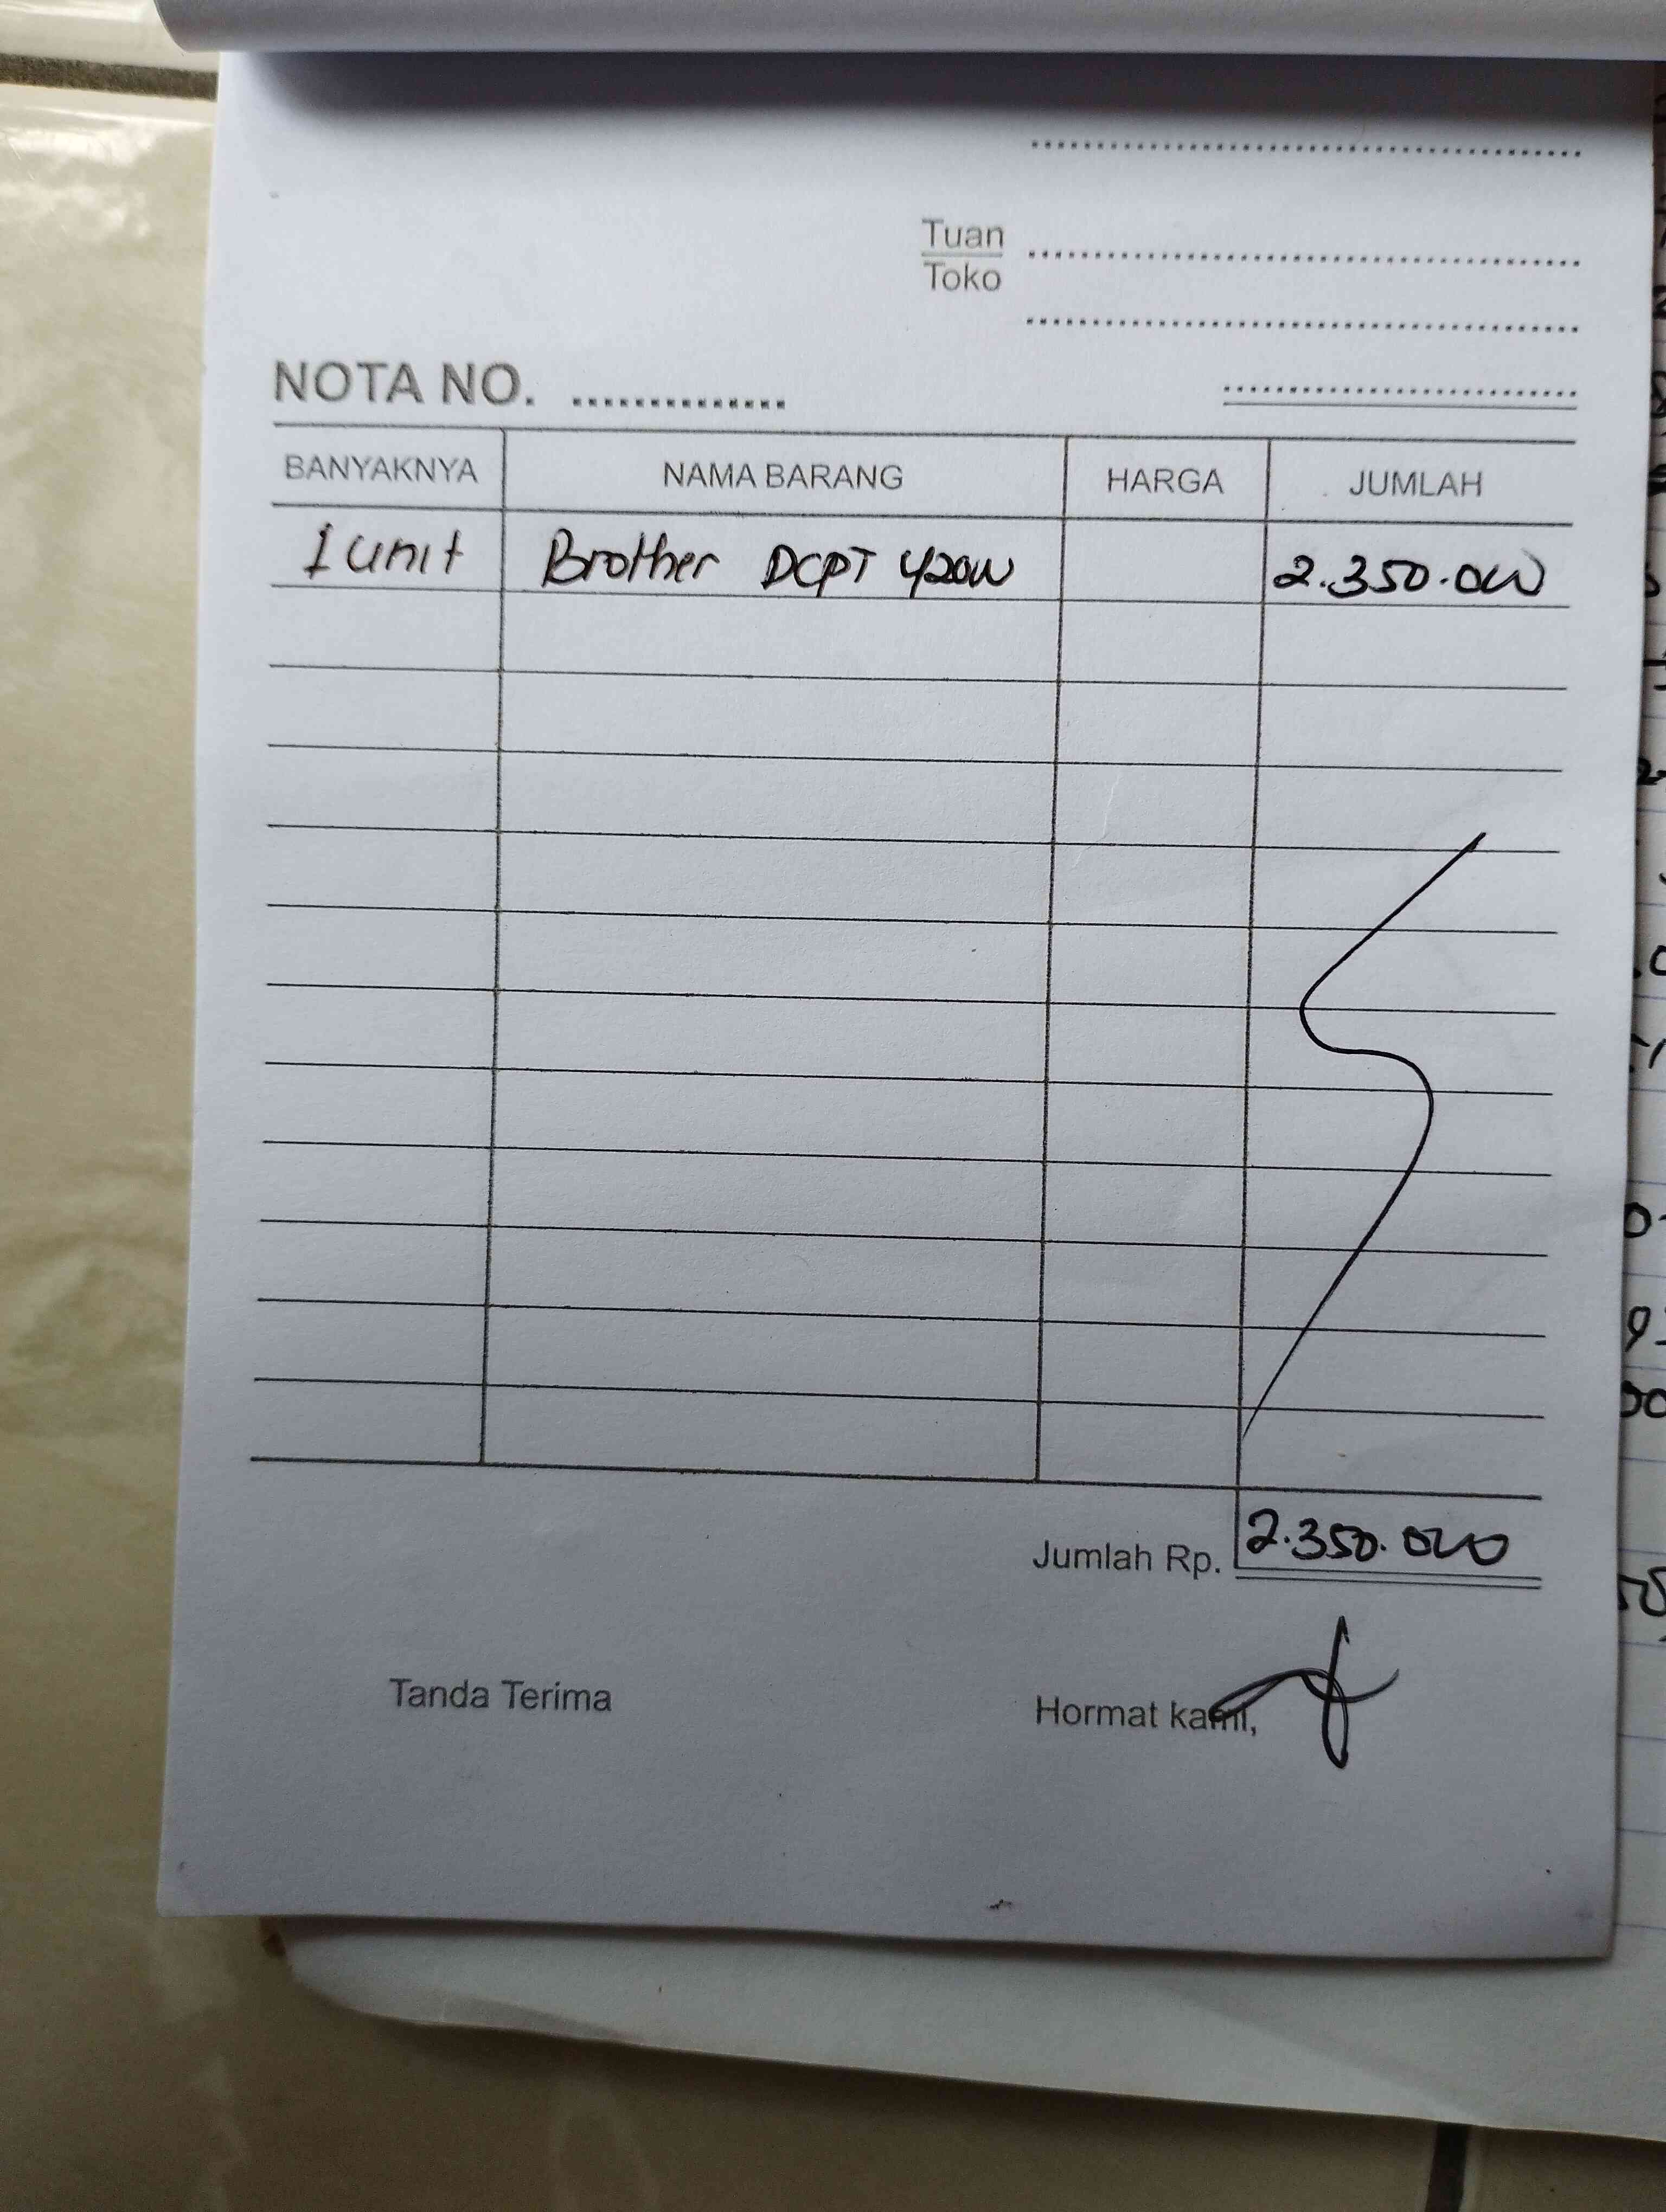 Tuan
Toko
NOTA NO.
BANYAKNYA NAMA BARANG HARGA JUMLAH
1 unit Brother DCPT 420W 2.350.000
Jumlah Rp. 2.350.000
Tanda Terima Hormat kami,